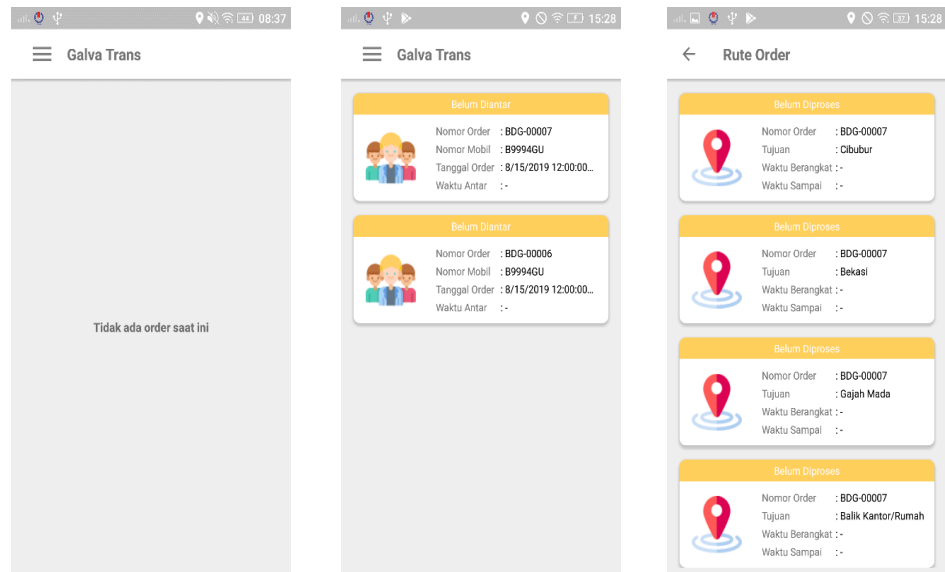 44 08:37
Galva Trans
Tidak ada order saat ini
15:28
Galva Trans
Belum Diantar
Nomor Order : BDG-00007
Nomor Mobil : B9994GU
Tanggal Order : 8/15/2019 12:00:00...
Waktu Antar : -
Belum Diantar
Nomor Order : BDG-00006
Nomor Mobil : B9994GU
Tanggal Order : 8/15/2019 12:00:00...
Waktu Antar : -
37 15:28
Rute Order
Belum Diproses
Nomor Order : BDG-00007
Tujuan : Cibubur
Waktu Berangkat : -
Waktu Sampai : -
Belum Diproses
Nomor Order : BDG-00007
Tujuan : Bekasi
Waktu Berangkat : -
Waktu Sampai : -
Belum Diproses
Nomor Order : BDG-00007
Tujuan : Gajah Mada
Waktu Berangkat : -
Waktu Sampai : -
Belum Diproses
Nomor Order : BDG-00007
Tujuan : Balik Kantor/Rumah
Waktu Berangkat : -
Waktu Sampai : -